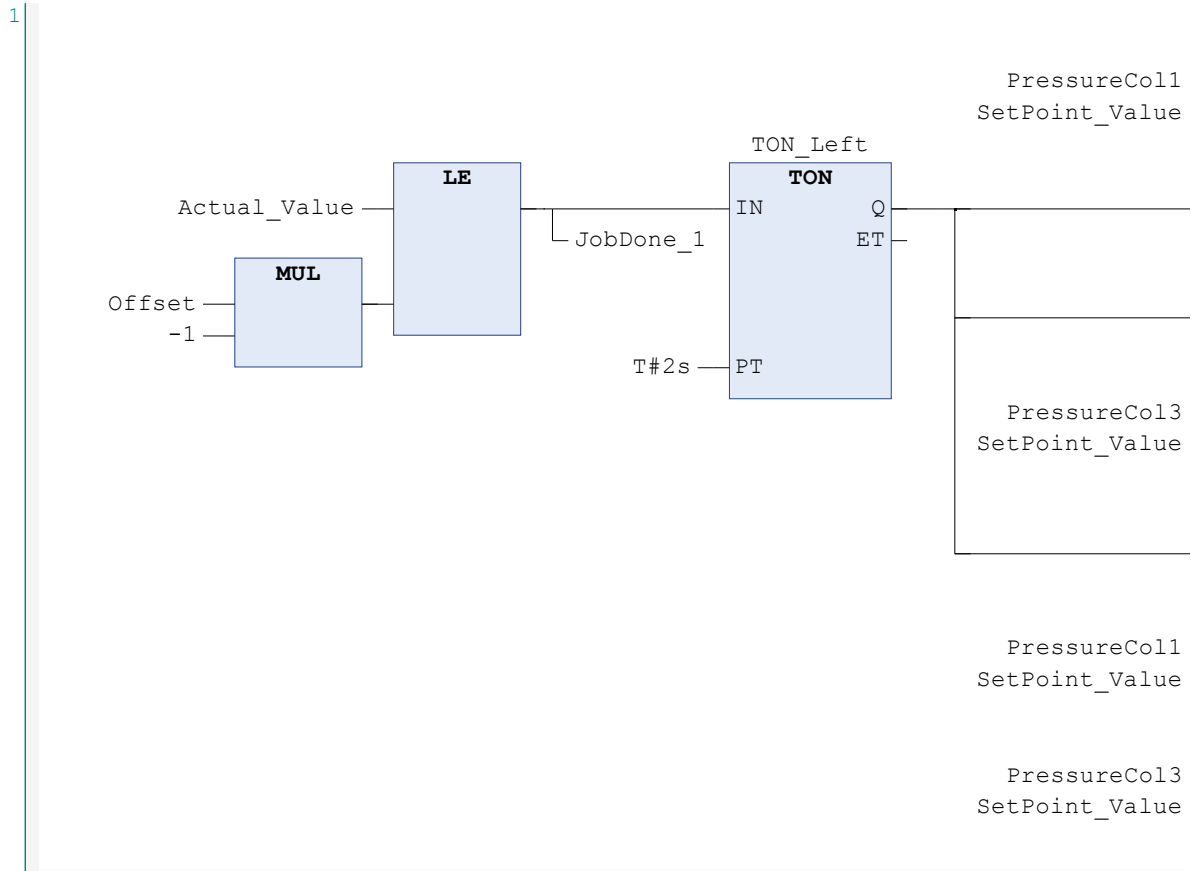 1
PressureCol1
SetPoint_Value
TON_Left
LE
TON
Actual_Value
IN
Q
JobDone_1
ET
MUL
Offset
-1
T#2s
PT
PressureCol3
SetPoint_Value
PressureCol1
SetPoint_Value
PressureCol3
SetPoint_Value